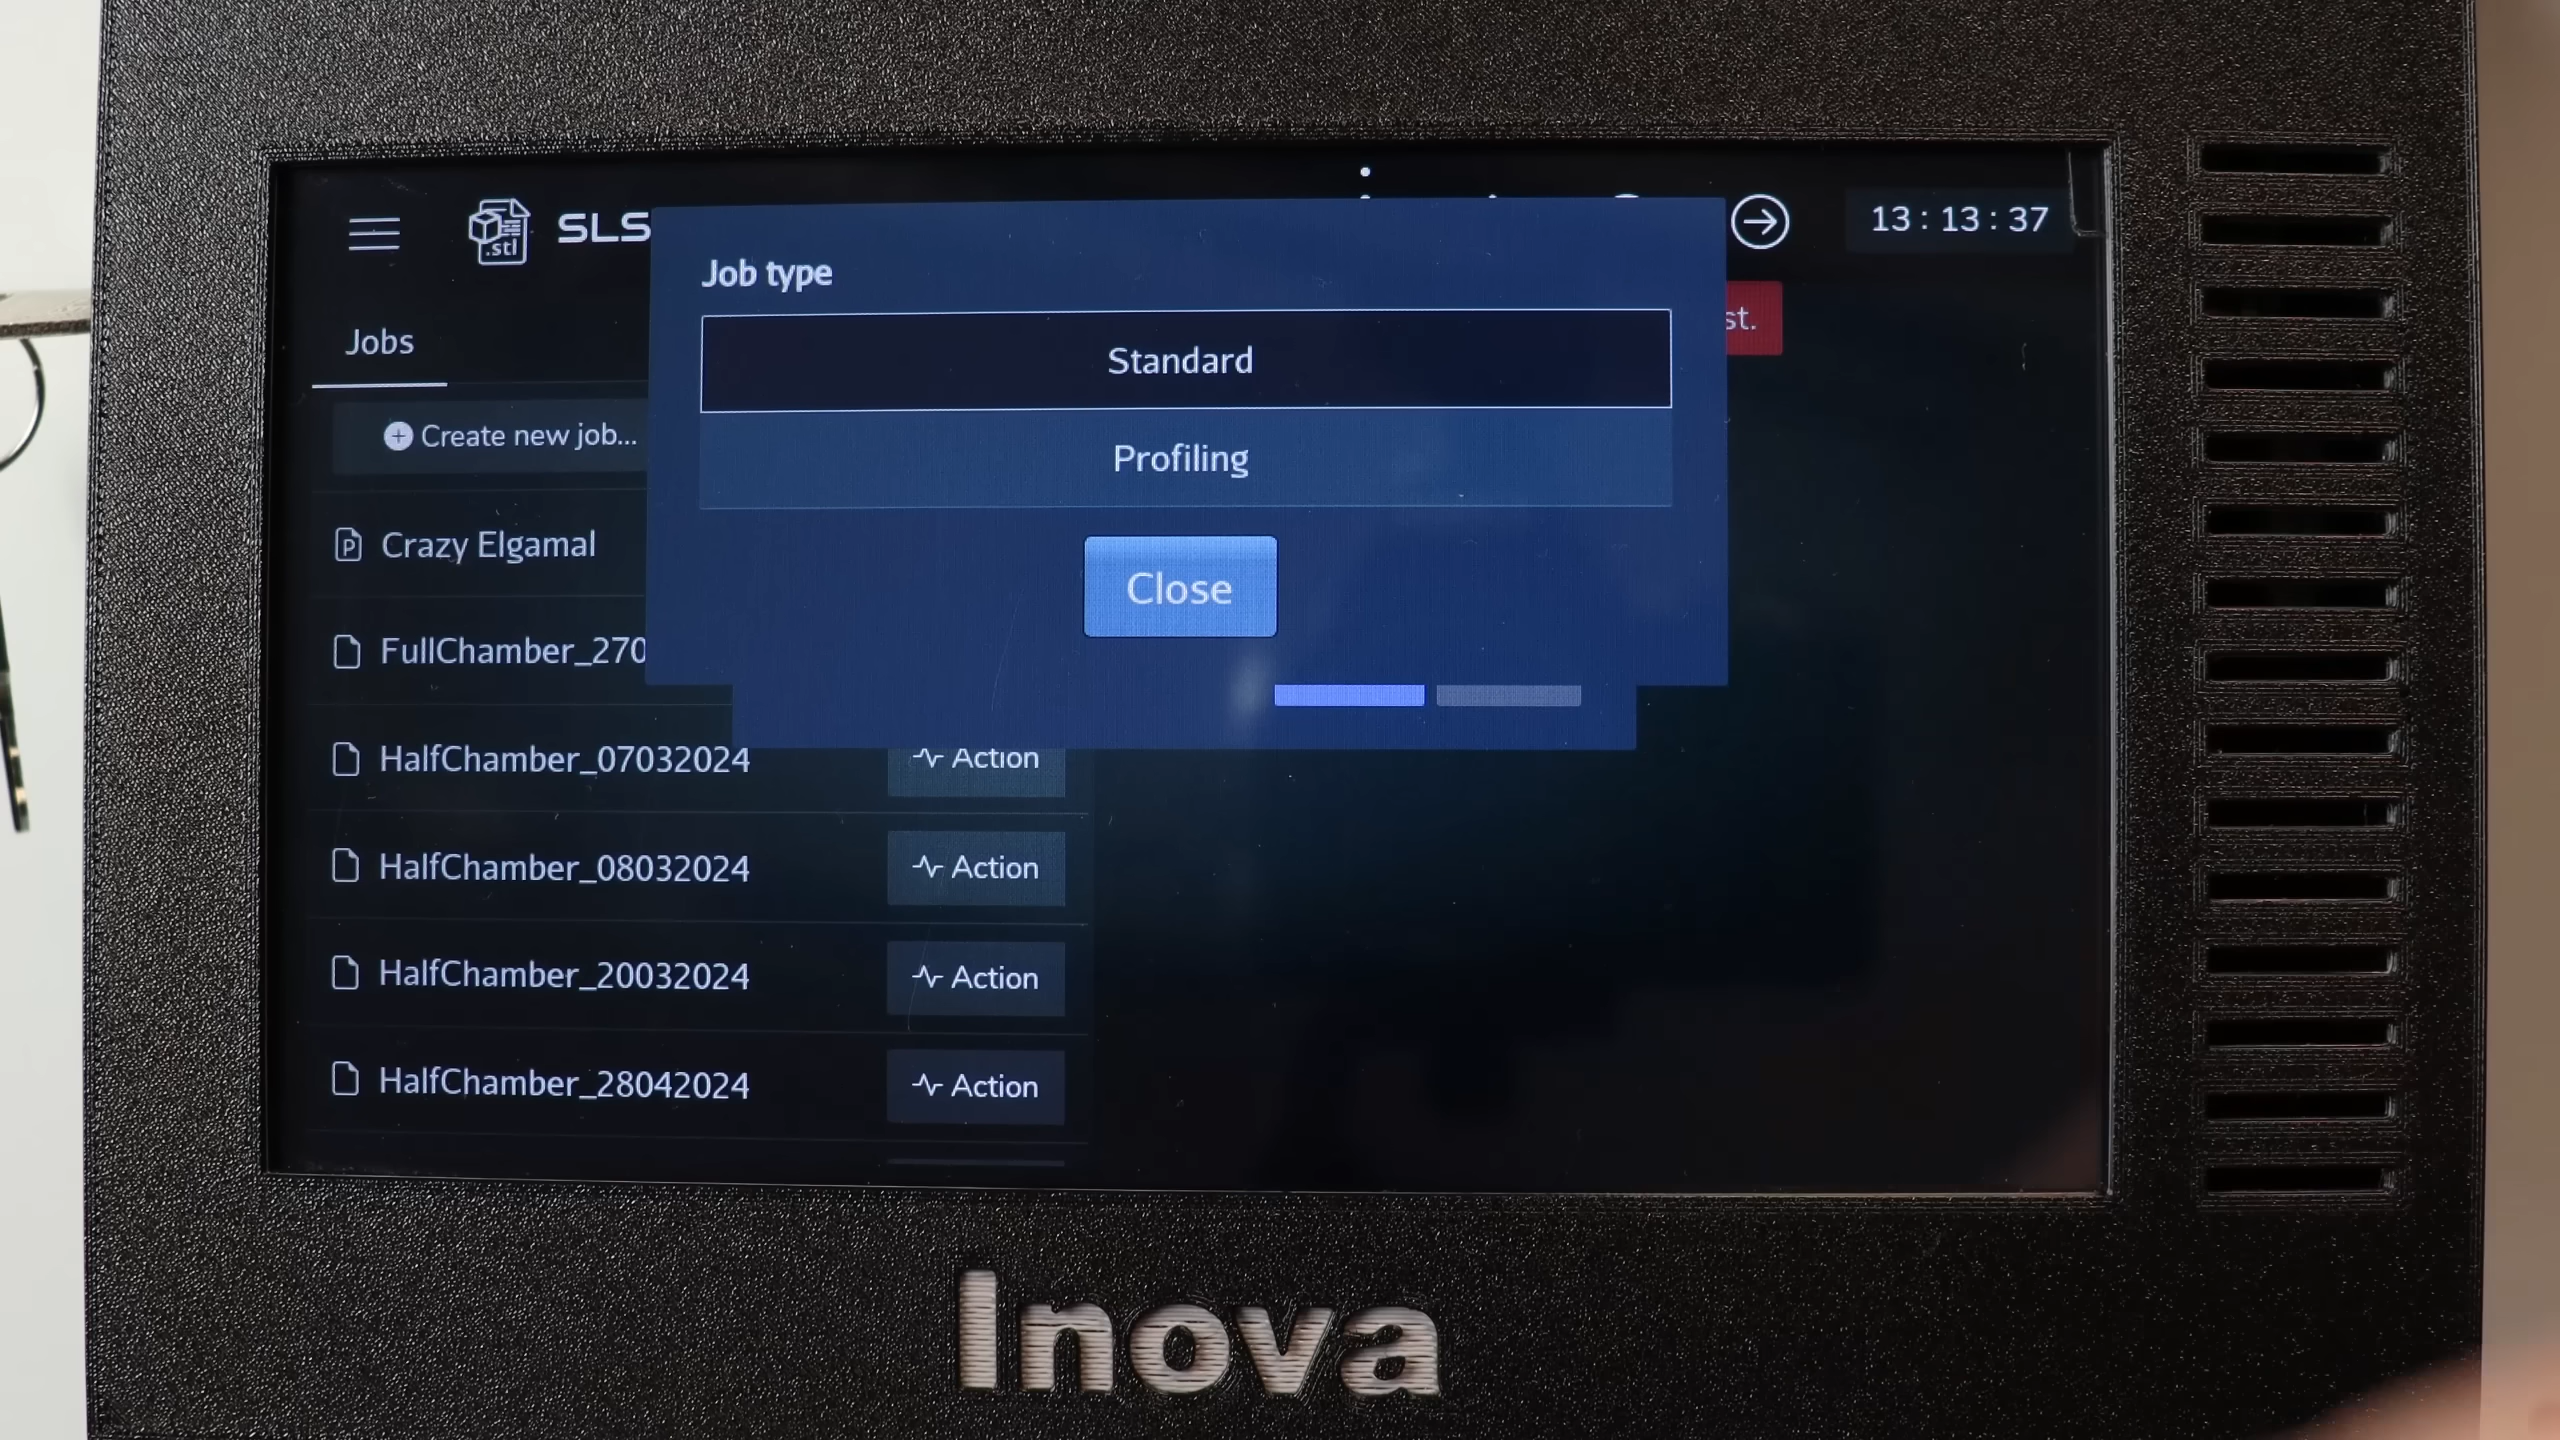 .stl
SLS
13 : 13 : 37
Job type
st.
Standard
Jobs
Create new job...
Profiling
P
Crazy Elgamal
Close
FullChamber_270
HalfChamber_07032024
Action
HalfChamber_08032024
Action
HalfChamber_20032024
Action
HalfChamber_28042024
Action
Inova